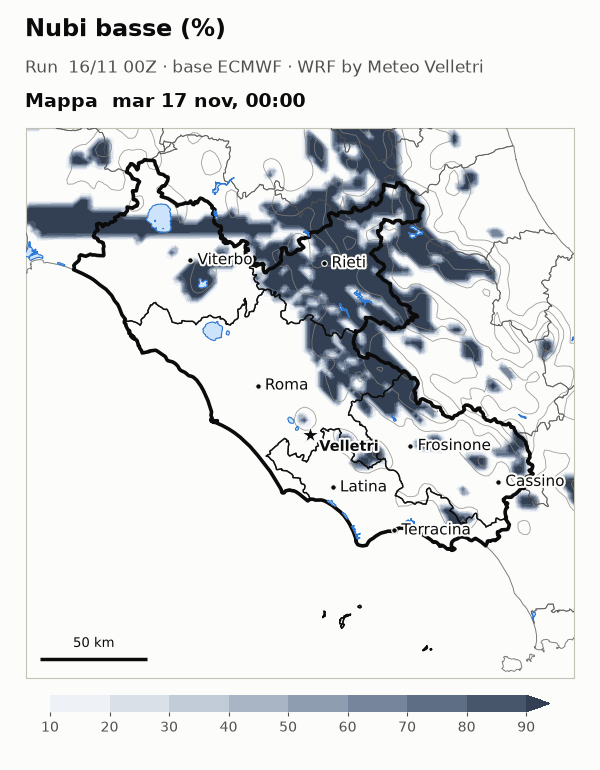 Nubi basse (%)
Run  16/11 00Z · base ECMWF · WRF by Meteo Velletri
Mappa  mar 17 nov, 00:00
Viterbo
Rieti
Roma
Velletri
Frosinone
Cassino
Latina
Terracina
50 km
10 20 30 40 50 60 70 80 90